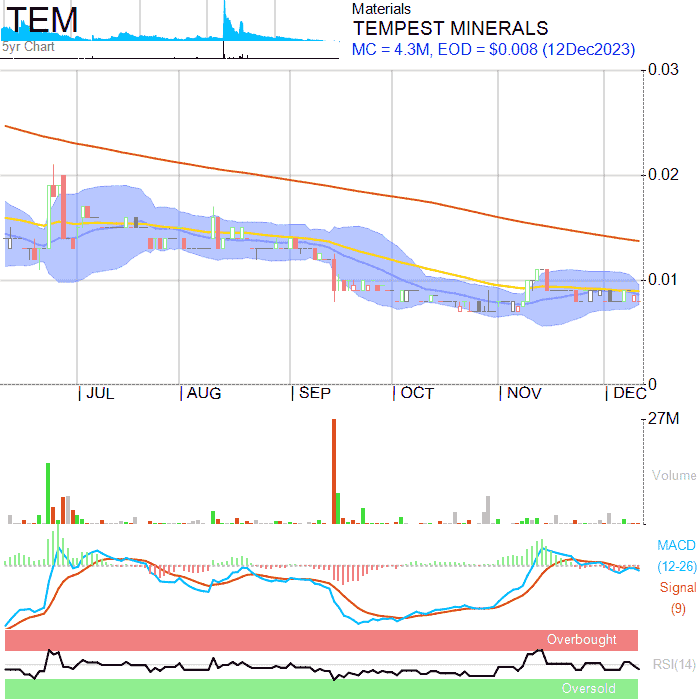 TEM
5yr Chart
Materials
TEMPEST MINERALS
MC = 4.3M, EOD = $0.008 (12Dec2023)
0.03
0.02
0.01
0
JUL AUG SEP OCT NOV DEC
27M
Volume
MACD
(12-26)
Signal
(9)
Overbought
RSI(14)
Oversold